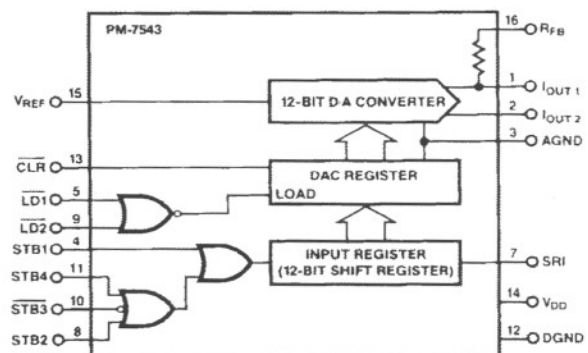 PM-7543
16
R_FB
V_REF
15
12-BIT D-A CONVERTER
1
I_OUT 1
2
I_OUT 2
3
AGND
CLR
13
DAC REGISTER
LOAD
LD1
5
LD2
9
STB1
4
STB4
11
STB3
10
STB2
8
INPUT REGISTER
(12-BIT SHIFT REGISTER)
7
SRI
14
V_DD
12
DGND